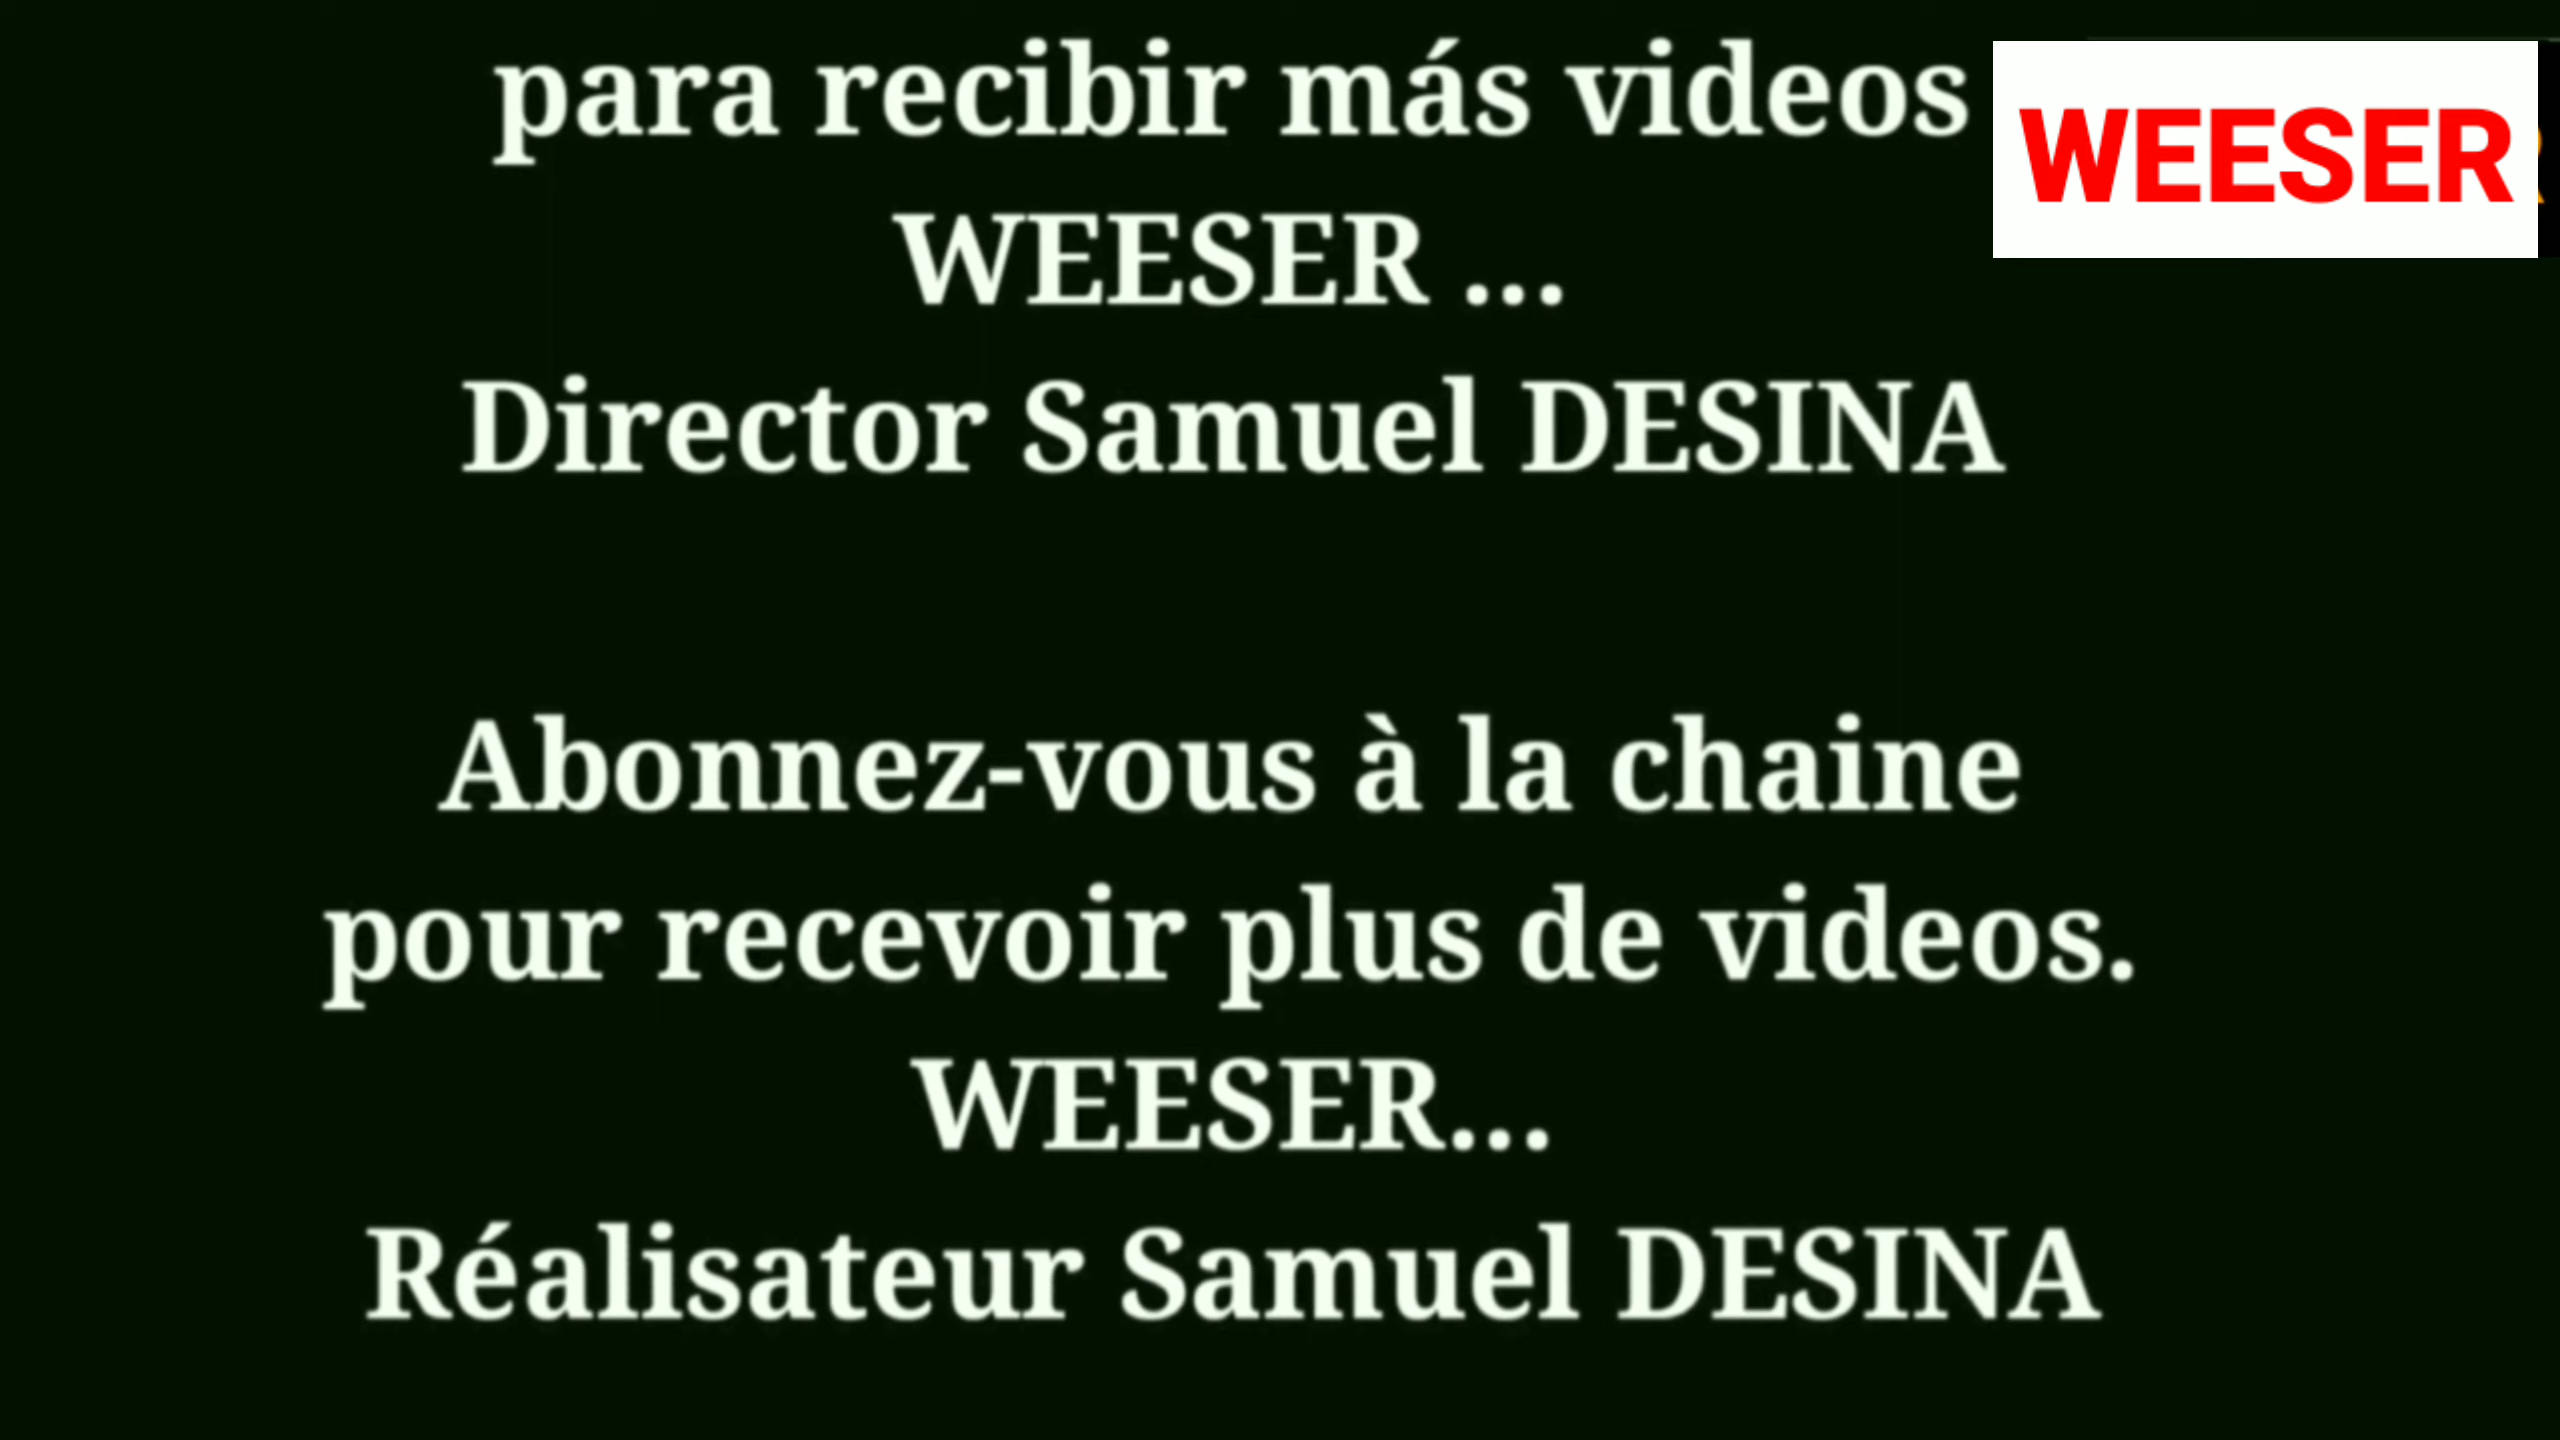 para recibir más videos
WEESER
WEESER ...
Director Samuel DESINA
Abonnez-vous à la chaine
pour recevoir plus de videos.
WEESER...
Réalisateur Samuel DESINA